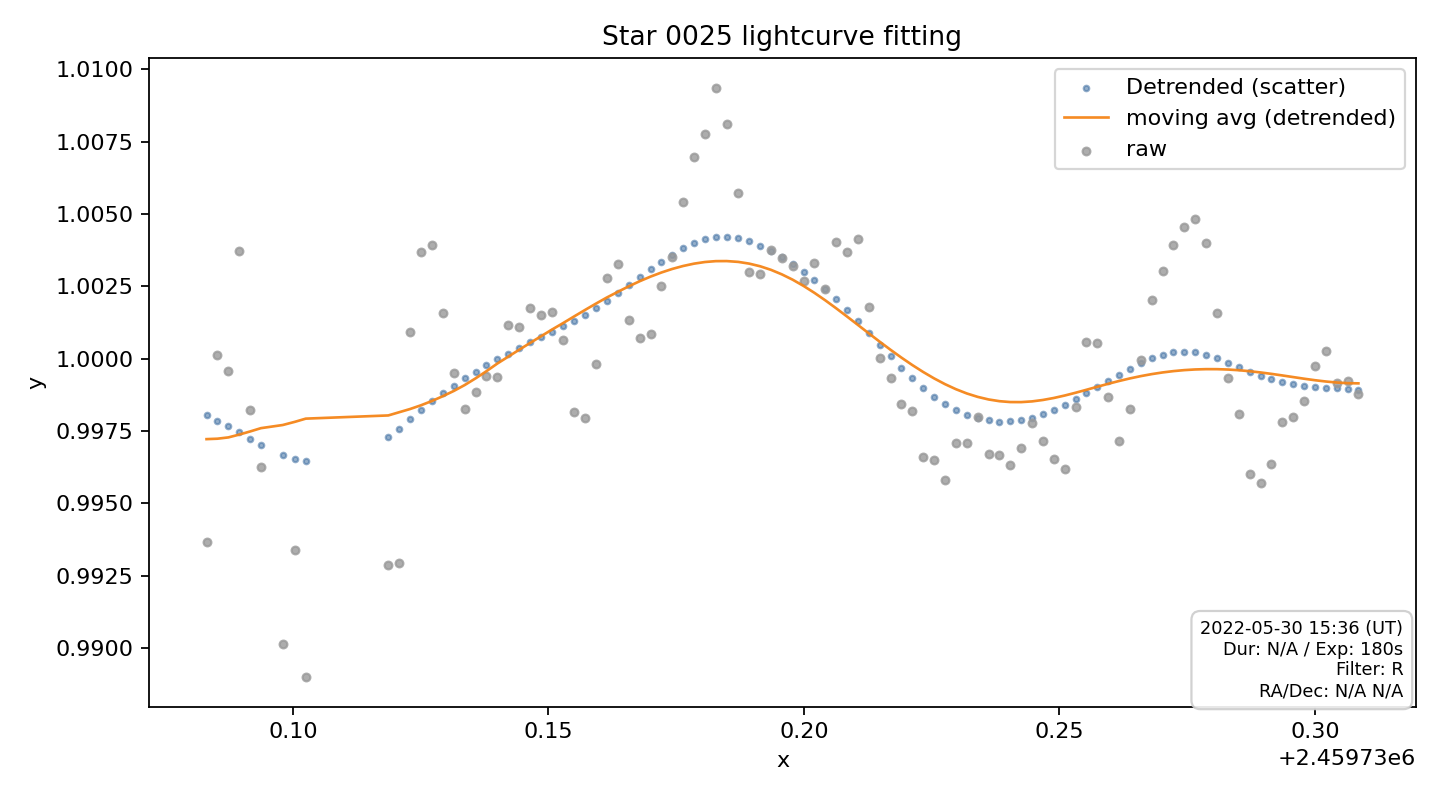 Star 0025 lightcurve fitting
1.0100
1.0075
1.0050
1.0025
1.0000
0.9975
0.9950
0.9925
0.9900
y
Detrended (scatter)
moving avg (detrended)
raw
2022-05-30 15:36 (UT)
Dur: N/A / Exp: 180s
Filter: R
RA/Dec: N/A N/A
0.10 0.15 0.20 0.25 0.30
x
+2.45973e6